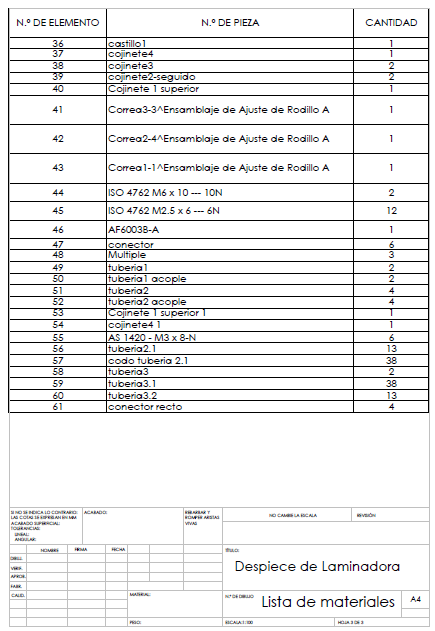 N.º DE ELEMENTO N.º DE PIEZA CANTIDAD
36 castillo1 1
37 cojinete4 1
38 cojinete3 2
39 cojinete2-seguido 2
40 Cojinete 1 superior 1
41 Correa3-3^Ensamblaje de Ajuste de Rodillo A 1
42 Correa2-4^Ensamblaje de Ajuste de Rodillo A 1
43 Correa1-1^Ensamblaje de Ajuste de Rodillo A 1
44 ISO 4762 M6 x 10 --- 10N 2
45 ISO 4762 M2.5 x 6 --- 6N 12
46 AF6003B-A 1
47 conector 6
48 Multiple 3
49 tuberia1 2
50 tuberia1 acople 2
51 tuberia2 4
52 tuberia2 acople 4
53 Cojinete 1 superior 1 1
54 cojinete4 1 1
55 AS 1420 - M3 x 8-N 6
56 tuberia2.1 13
57 codo tuberia 2.1 38
58 tuberia3 2
59 tuberia3.1 38
60 tuberia3.2 13
61 conector recto 4
SI NO SE INDICA LO CONTRARIO:
LAS COTAS SE EXPRESAN EN MM
ACABADO SUPERFICIAL:
TOLERANCIAS:
LINEAL:
ANGULAR:
ACABADO:
REBARBAR Y
ROMPER ARISTAS
VIVAS
NO CAMBIE LA ESCALA REVISIÓN
NOMBRE FIRMA FECHA
DIBUJ.
VERIF.
APROB.
FABR.
CALID.
TÍTULO:
Despiece de Laminadora
MATERIAL:
N.º DE DIBUJO
Lista de materiales A4
PESO:
ESCALA:1:100 HOJA 3 DE 3